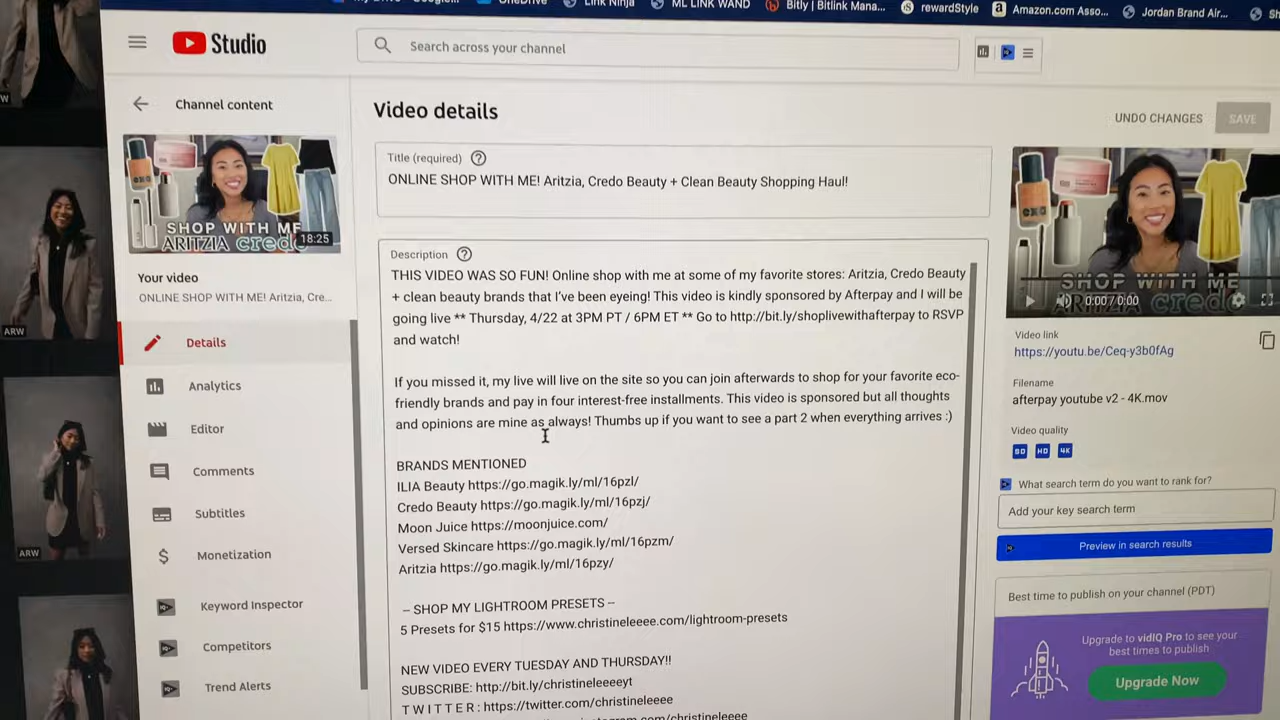 OneDrive
Link Ninja
ML LINK WAND
Bitly | Bitlink Mana...
rewardStyle
Amazon.com Asso...
Jordan Brand Air...
Studio
Search across your channel
Channel content
Video details
UNDO CHANGES
SAVE
Title (required)
ONLINE SHOP WITH ME! Aritzia, Credo Beauty + Clean Beauty Shopping Haul!
SHOP WITH ME
ARITZIA credo
18:25
Your video
ONLINE SHOP WITH ME! Aritzia, Cre...
Details
Analytics
Editor
Comments
Subtitles
Monetization
Keyword Inspector
Competitors
Trend Alerts
Description
THIS VIDEO WAS SO FUN! Online shop with me at some of my favorite stores: Aritzia, Credo Beauty
+ clean beauty brands that I've been eyeing! This video is kindly sponsored by Afterpay and I will be
going live ** Thursday, 4/22 at 3PM PT / 6PM ET ** Go to http://bit.ly/shoplivewithafterpay to RSVP
and watch!
If you missed it, my live will live on the site so you can join afterwards to shop for your favorite eco-
friendly brands and pay in four interest-free installments. This video is sponsored but all thoughts
and opinions are mine as always! Thumbs up if you want to see a part 2 when everything arrives :)
BRANDS MENTIONED
ILIA Beauty https://go.magik.ly/ml/16pzl/
Credo Beauty https://go.magik.ly/ml/16pzj/
Moon Juice https://moonjuice.com/
Versed Skincare https://go.magik.ly/ml/16pzm/
Aritzia https://go.magik.ly/ml/16pzy/
-- SHOP MY LIGHTROOM PRESETS --
5 Presets for $15 https://www.christineleeee.com/lightroom-presets
NEW VIDEO EVERY TUESDAY AND THURSDAY!!
SUBSCRIBE: http://bit.ly/christineleeeeyt
T W I T T E R : https://twitter.com/christineleeee
SHOP WITH ME
ARITZIA credo
0:00 / 0:00
Video link
https://youtu.be/Ceq-y3b0fAg
Filename
afterpay youtube v2 - 4K.mov
Video quality
SD HD 4K
What search term do you want to rank for?
Add your key search term
Preview in search results
Best time to publish on your channel (PDT)
Upgrade to vidIQ Pro to see your
best times to publish
Upgrade Now
ARW
ARW